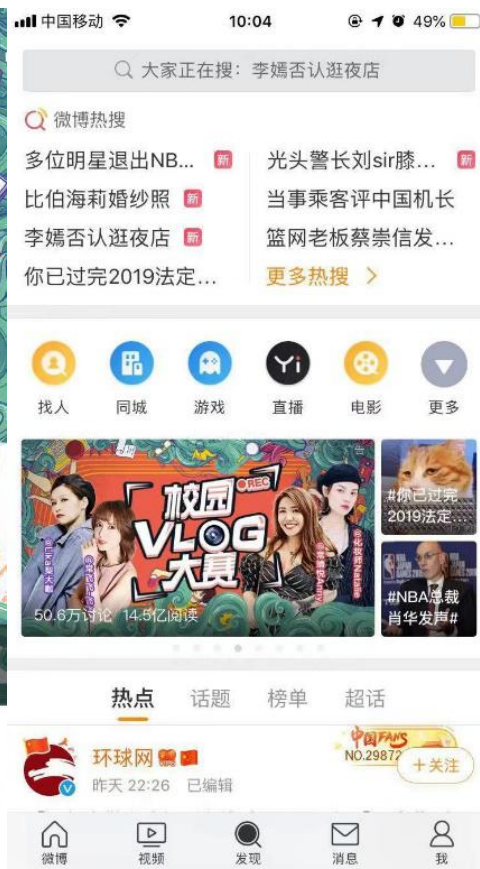 中国移动 10:04 49%
大家正在搜：李嫣否认逛夜店
微博热搜
多位明星退出NB... 新
光头警长刘sir膝... 新
比伯海莉婚纱照 新
当事乘客评中国机长
李嫣否认逛夜店 新
篮网老板蔡崇信发...
你已过完2019法定...
更多热搜 >
Yi
找人 同城 游戏 直播 电影 更多
REC
校园
VLOG
大赛
50.6万讨论 14.5亿阅读
#你已过完
2019法定...
#NBA总裁
肖华发声#
热点 话题 榜单 超话
环球网
昨天 22:26 已编辑
中国FANS
NO.29872
+关注
微博 视频 发现 消息 我